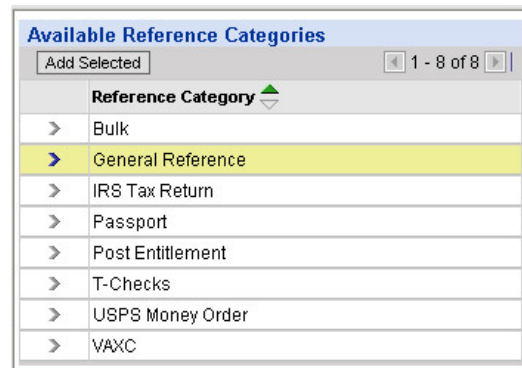 Available Reference Categories
Add Selected 1 - 8 of 8
Reference Category
Bulk
General Reference
IRS Tax Return
Passport
Post Entitlement
T-Checks
USPS Money Order
VAXC